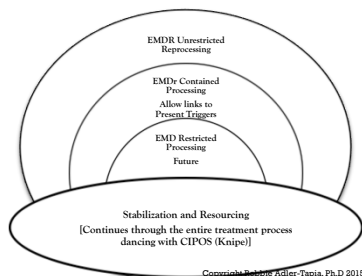 EMDR Unrestricted
Reprocessing
EMDr Contained
Processing
Allow links to
Present Triggers
EMD Restricted
Processing
Future
Stabilization and Resourcing
[Continues through the entire treatment process
dancing with CIPOS (Knipe)]
Copyright Robbie Adler-Tapia, Ph.D 2012